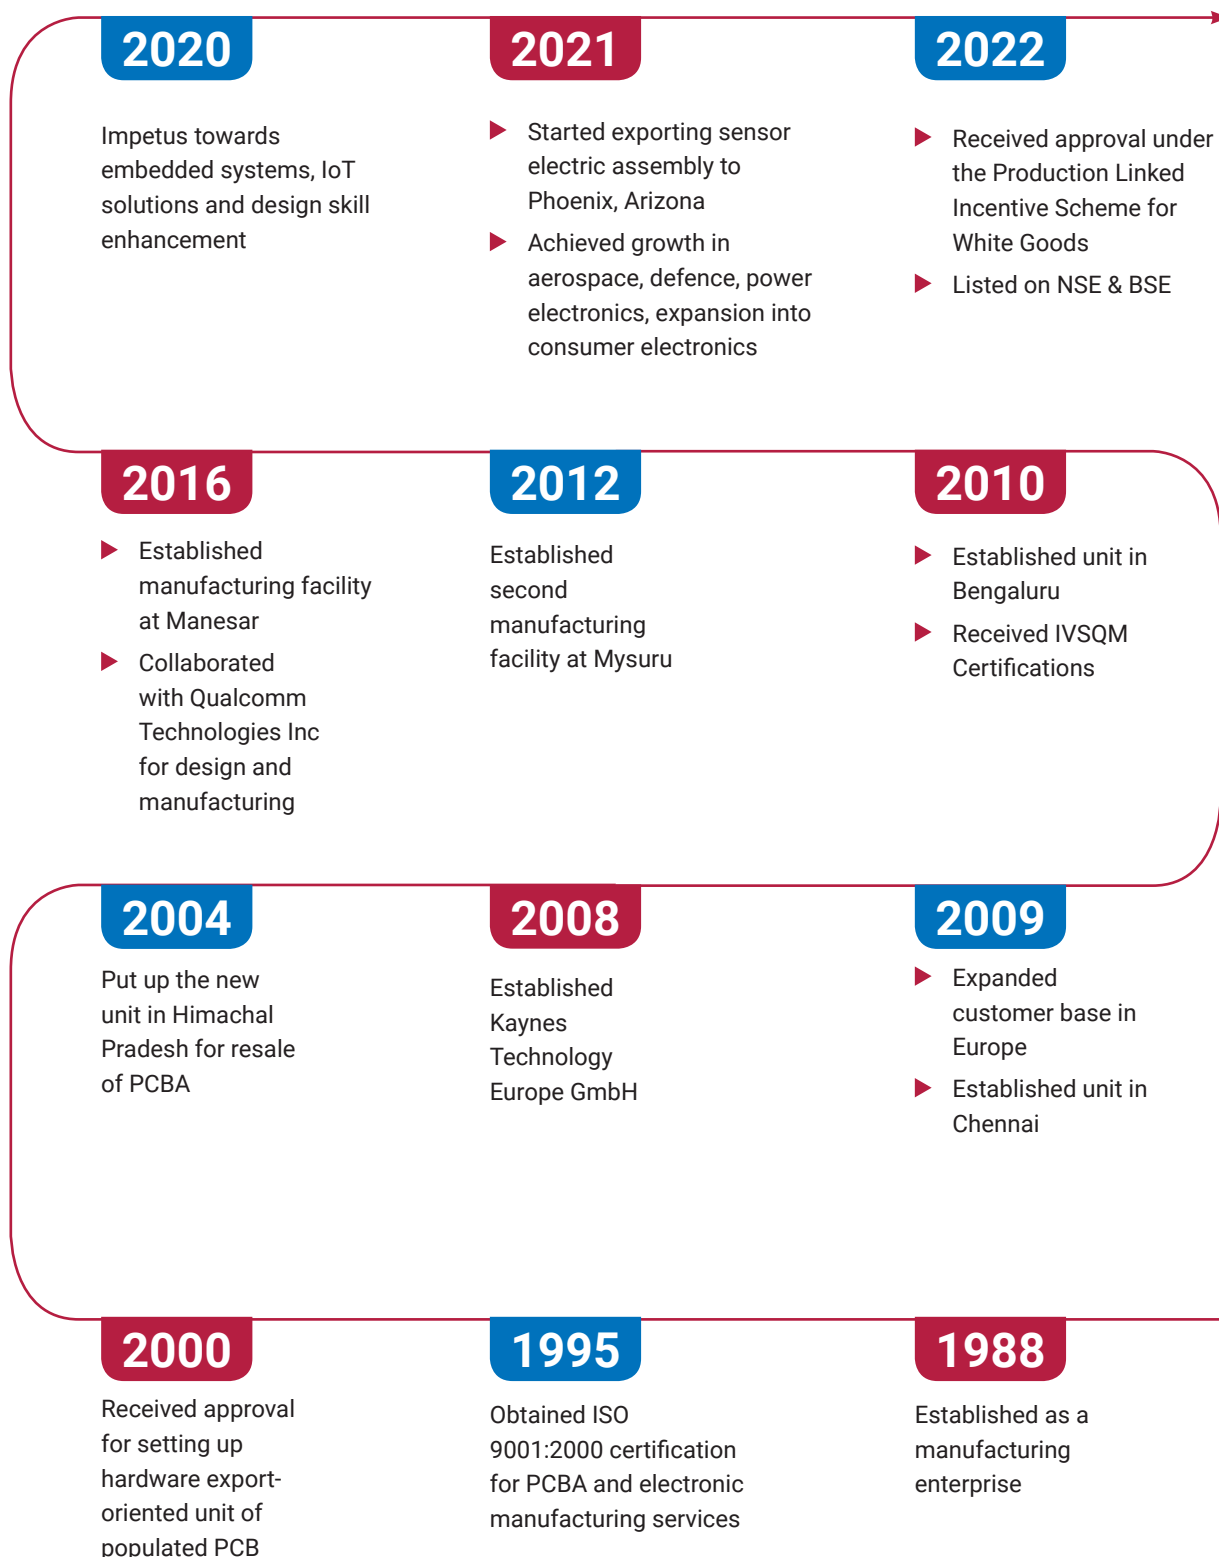 2020
Impetus towards
embedded systems, IoT
solutions and design skill
enhancement
2021
Started exporting sensor
electric assembly to
Phoenix, Arizona
Achieved growth in
aerospace, defence, power
electronics, expansion into
consumer electronics
2022
Received approval under
the Production Linked
Incentive Scheme for
White Goods
Listed on NSE & BSE
2016
Established
manufacturing facility
at Manesar
Collaborated
with Qualcomm
Technologies Inc
for design and
manufacturing
2012
Established
second
manufacturing
facility at Mysuru
2010
Established unit in
Bengaluru
Received IVSQM
Certifications
2004
Put up the new
unit in Himachal
Pradesh for resale
of PCBA
2008
Established
Kaynes
Technology
Europe GmbH
2009
Expanded
customer base in
Europe
Established unit in
Chennai
2000
Received approval
for setting up
hardware export-
oriented unit of
populated PCB
1995
Obtained ISO
9001:2000 certification
for PCBA and electronic
manufacturing services
1988
Established as a
manufacturing
enterprise